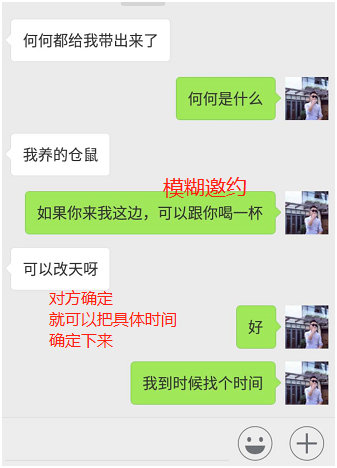 何何都给我带出来了
何何是什么
我养的仓鼠
模糊邀约
如果你来我这边，可以跟你喝一杯
可以改天呀
对方确定
就可以把具体时间
确定下来
好
我到时候找个时间